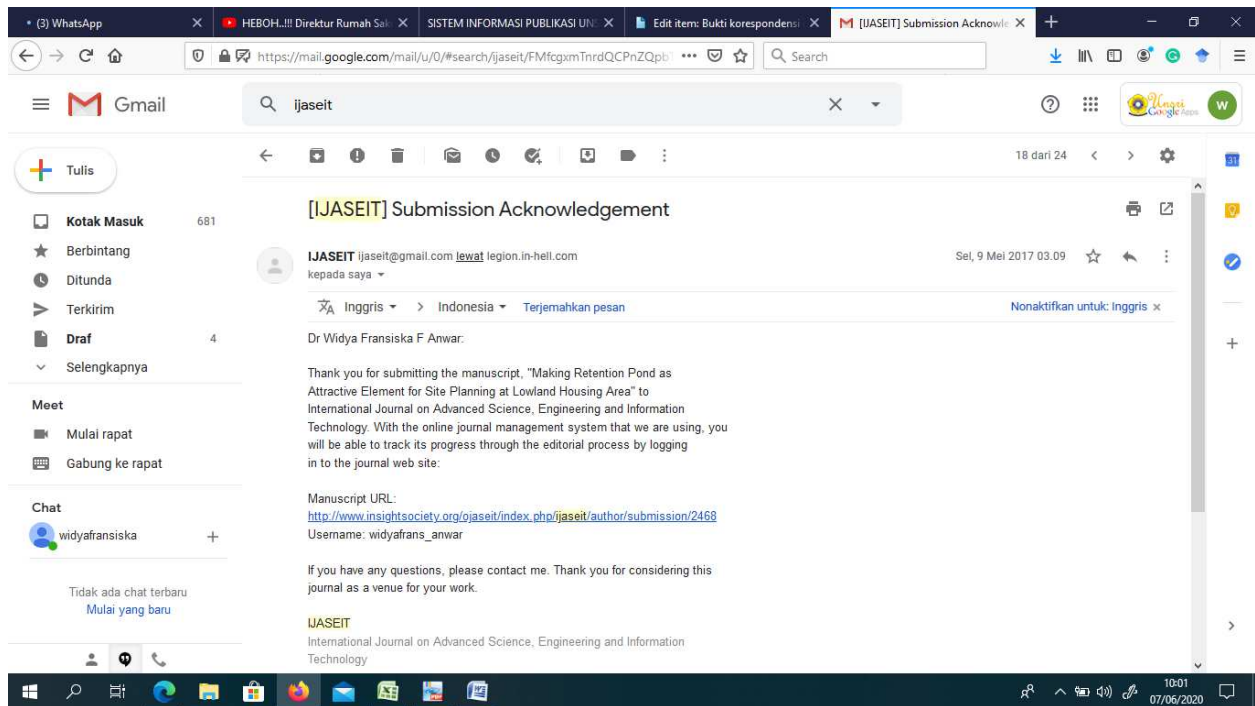 (3) WhatsApp
HEBOH..!!! Direktur Rumah Sak
SISTEM INFORMASI PUBLIKASI UN
Edit item: Bukti korespondensi
[IJASEIT] Submission Acknowle
https://mail.google.com/mail/u/0/#search/ijaseit/FMfcgxmTnrdQCPnZQpb
Search
Gmail
ijaseit
Unsri
Google Apps
W
Tulis
18 dari 24
31
Kotak Masuk 681
Berbintang
Ditunda
Terkirim
Draf 4
Selengkapnya
Meet
Mulai rapat
Gabung ke rapat
Chat
widyafransiska
Tidak ada chat terbaru
Mulai yang baru
[IJASEIT] Submission Acknowledgement
IJASEIT ijaseit@gmail.com lewat legion.in-hell.com
Sel, 9 Mei 2017 03.09
kepada saya
Inggris > Indonesia Terjemahkan pesan
Nonaktifkan untuk: Inggris x
Dr Widya Fransiska F Anwar:
Thank you for submitting the manuscript, "Making Retention Pond as
Attractive Element for Site Planning at Lowland Housing Area" to
International Journal on Advanced Science, Engineering and Information
Technology. With the online journal management system that we are using, you
will be able to track its progress through the editorial process by logging
in to the journal web site:
Manuscript URL:
http://www.insightsociety.org/ojaseit/index.php/ijaseit/author/submission/2468
Username: widyafrans_anwar
If you have any questions, please contact me. Thank you for considering this
journal as a venue for your work.
IJASEIT
International Journal on Advanced Science, Engineering and Information
Technology
10:01
07/06/2020